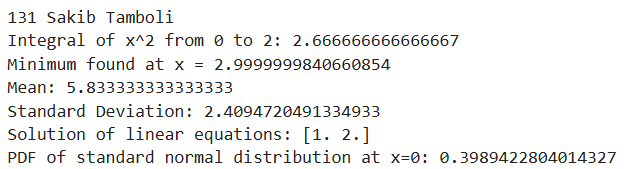 131 Sakib Tamboli
Integral of x^2 from 0 to 2: 2.666666666666667
Minimum found at x = 2.9999999840660854
Mean: 5.833333333333333
Standard Deviation: 2.4094720491334933
Solution of linear equations: [1. 2.]
PDF of standard normal distribution at x=0: 0.3989422804014327